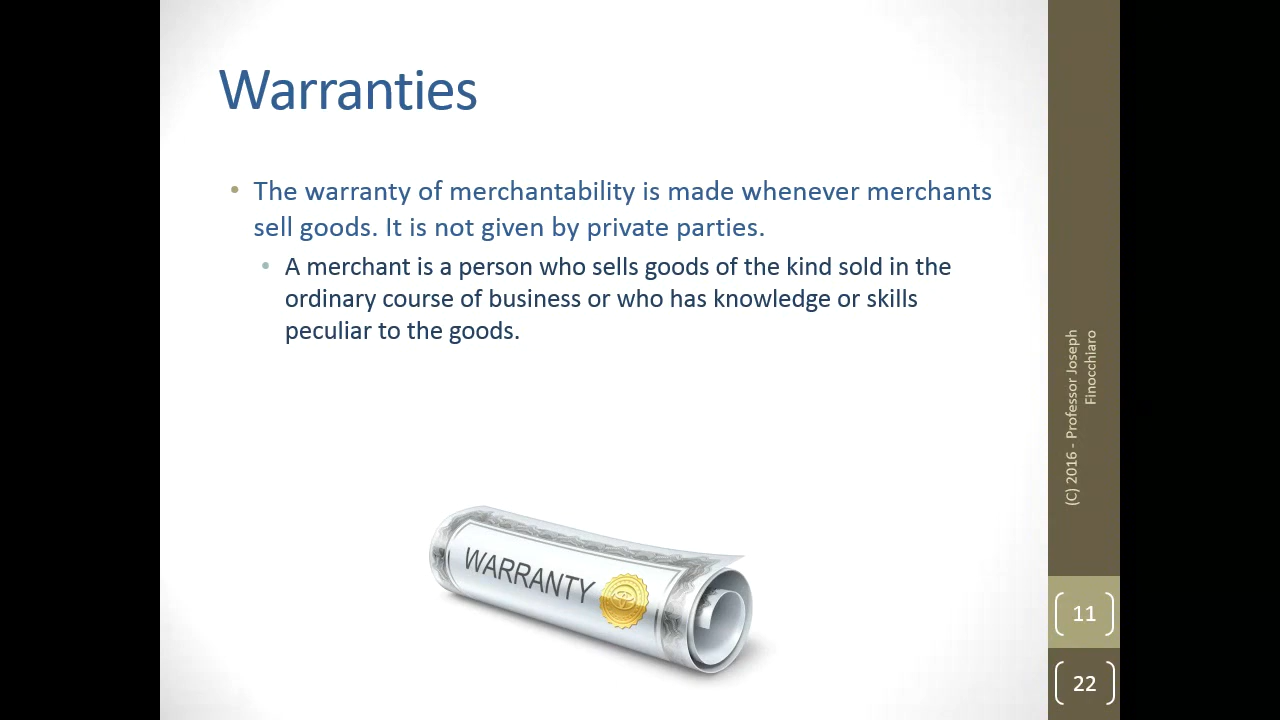 Warranties
• The warranty of merchantability is made whenever merchants
sell goods. It is not given by private parties.
• A merchant is a person who sells goods of the kind sold in the
ordinary course of business or who has knowledge or skills
peculiar to the goods.
WARRANTY
(C) 2016 - Professor Joseph
Finocchiaro
11
22